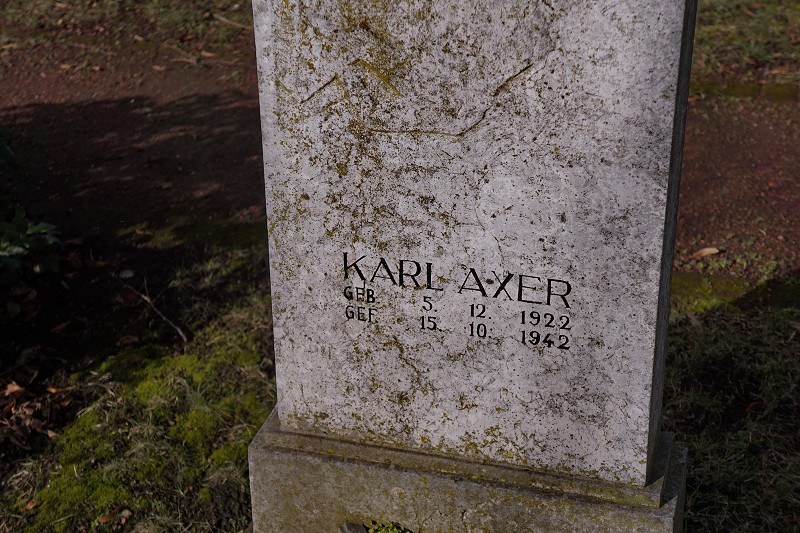 KARL AXER
GEB. 5. 12. 1922
GEF. 15. 10. 1942